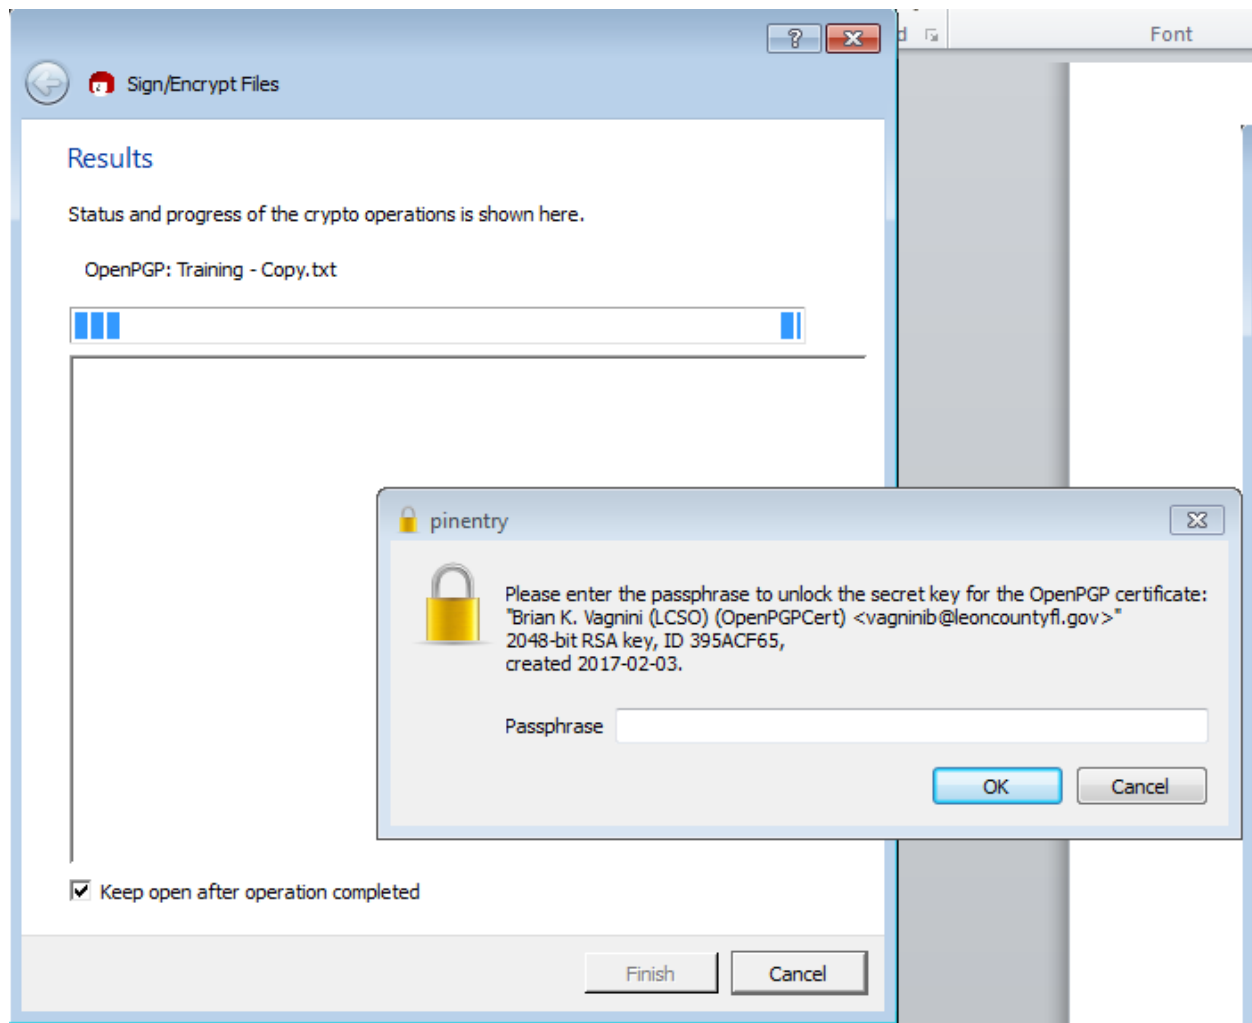 d
Font
Sign/Encrypt Files
Results
Status and progress of the crypto operations is shown here.
OpenPGP: Training - Copy.txt
pinentry
Please enter the passphrase to unlock the secret key for the OpenPGP certificate:
"Brian K. Vagnini (LCSO) (OpenPGPCert) <vagninib@leoncountyfl.gov>"
2048-bit RSA key, ID 395ACF65,
created 2017-02-03.
Passphrase
OK
Cancel
Keep open after operation completed
Finish
Cancel